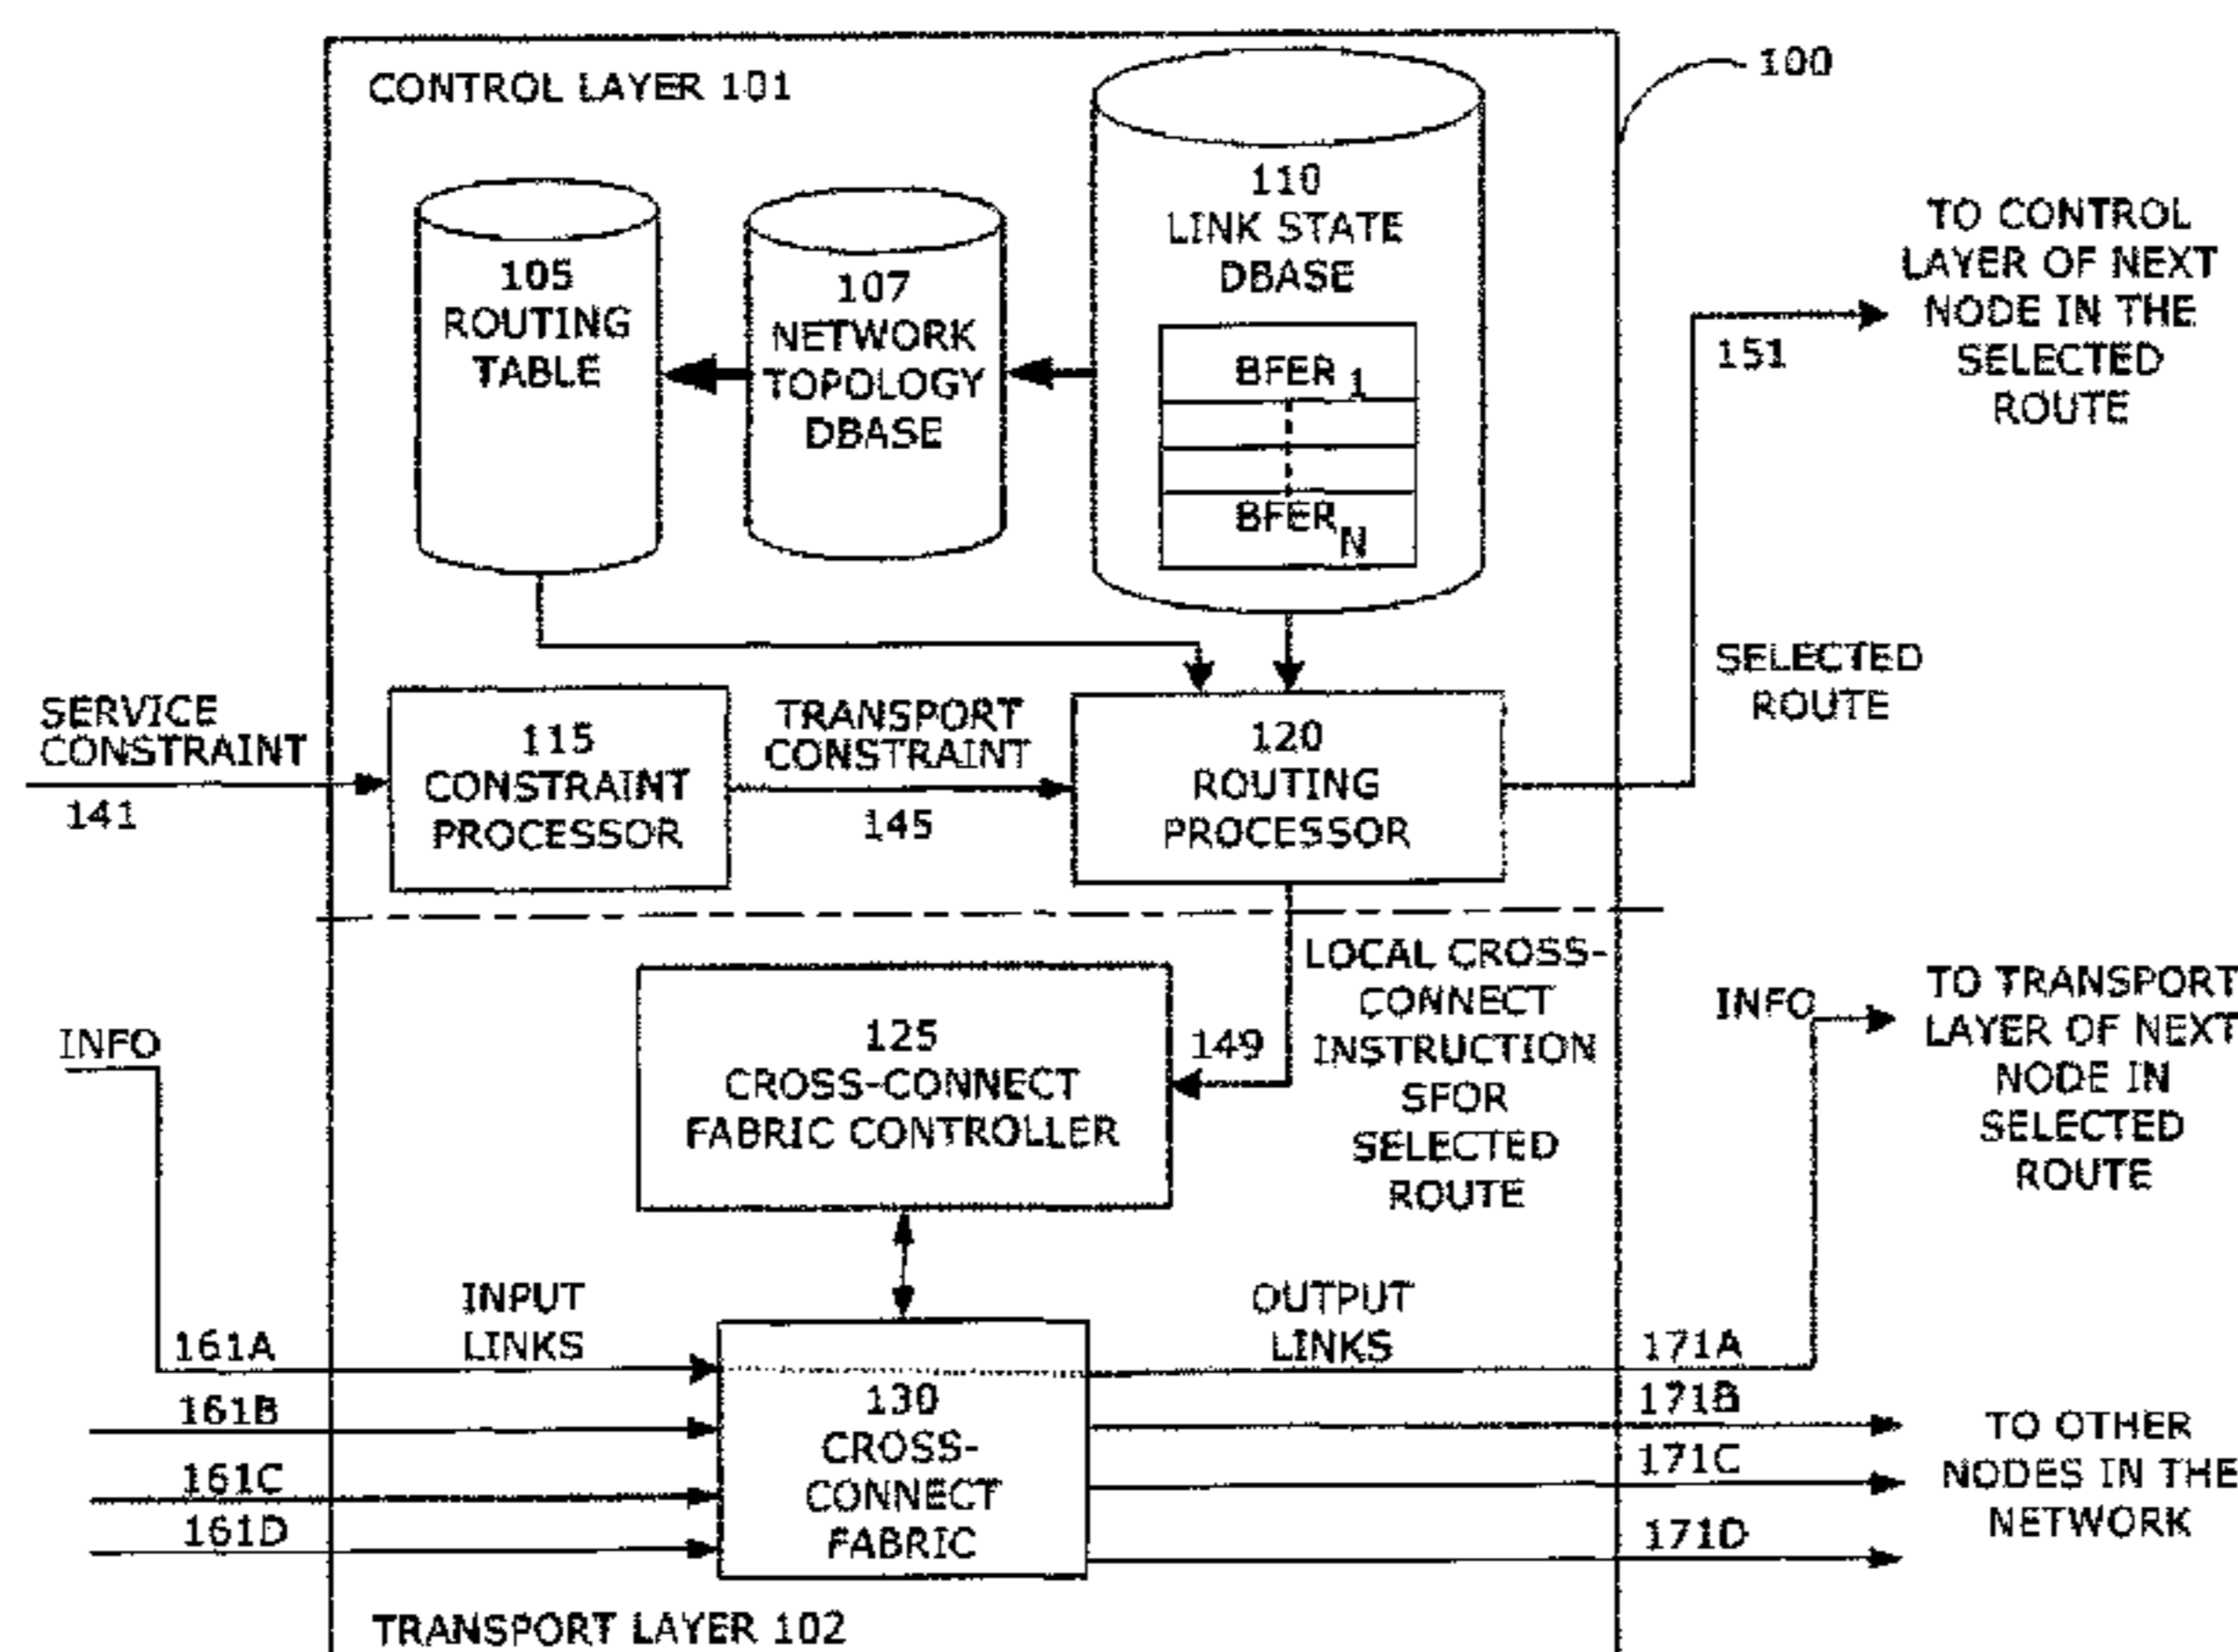 CONTROL LAYER 101
100
110
LINK STATE
DBASE
BFER 1
BFER N
105
ROUTING
TABLE
107
NETWORK
TOPOLOGY
DBASE
TO CONTROL
LAYER OF NEXT
NODE IN THE
SELECTED
ROUTE
151
SELECTED
ROUTE
SERVICE
CONSTRAINT
141
115
CONSTRAINT
PROCESSOR
TRANSPORT
CONSTRAINT
145
120
ROUTING
PROCESSOR
LOCAL CROSS-
CONNECT
INSTRUCTION
SFOR
SELECTED
ROUTE
149
125
CROSS-CONNECT
FABRIC CONTROLLER
INFO
INFO
TO TRANSPORT
LAYER OF NEXT
NODE IN
SELECTED
ROUTE
INPUT
LINKS
OUTPUT
LINKS
161A
161B
161C
161D
130
CROSS-
CONNECT
FABRIC
171A
171B
171C
171D
TO OTHER
NODES IN THE
NETWORK
TRANSPORT LAYER 102